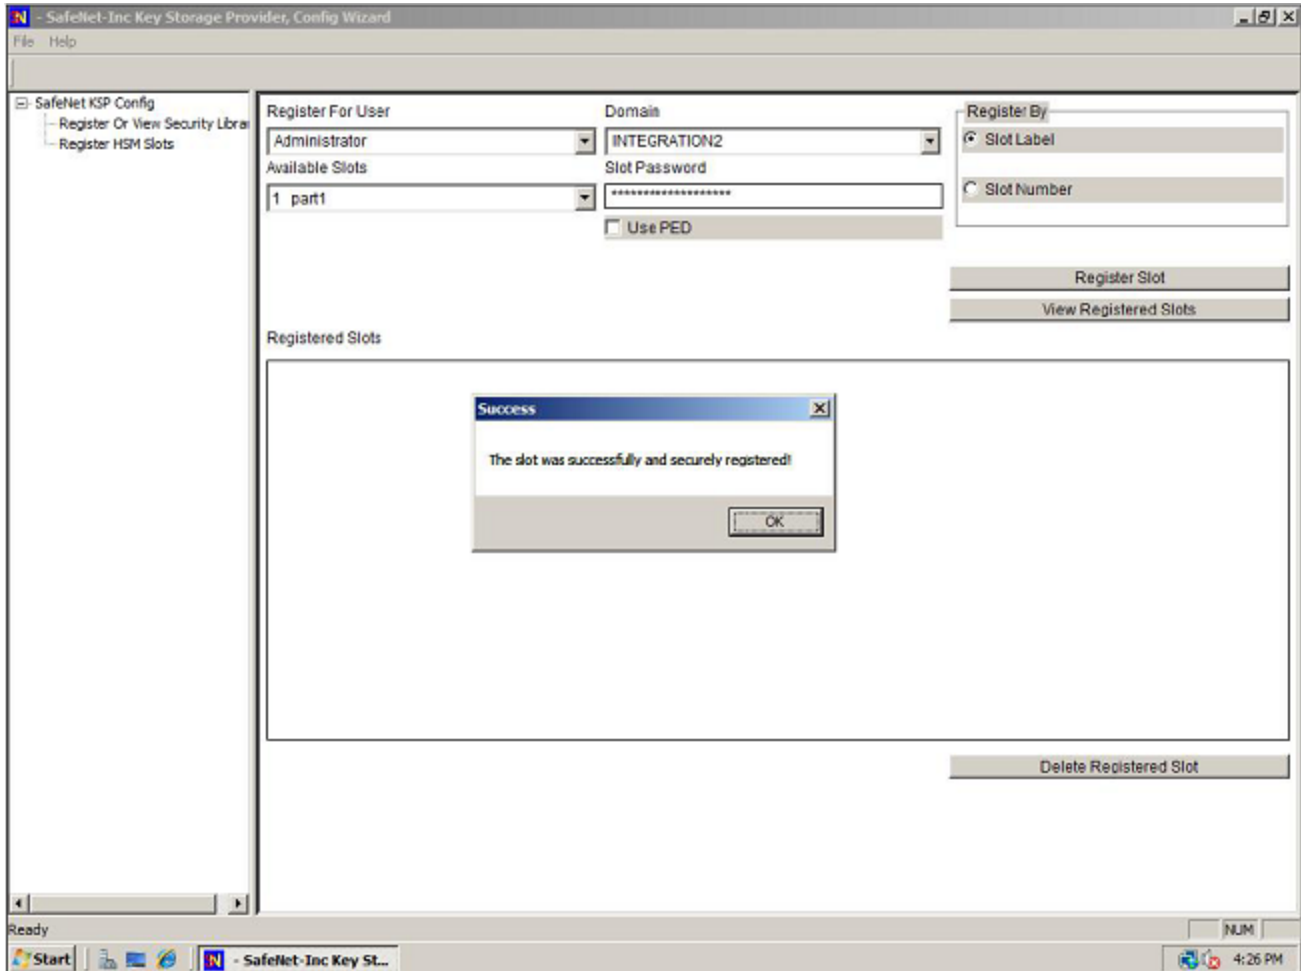 - SafeNet-Inc Key Storage Provider, Config Wizard
File Help
SafeNet KSP Config
Register Or View Security Librar
Register HSM Slots
Register For User
Domain
Register By
Administrator
INTEGRATION2
Slot Label
Available Slots
Slot Password
1 part1
*******************
Slot Number
Use PED
Register Slot
View Registered Slots
Registered Slots
Success
The slot was successfully and securely registered!
OK
Delete Registered Slot
Ready
NUM
Start
- SafeNet-Inc Key St...
4:26 PM